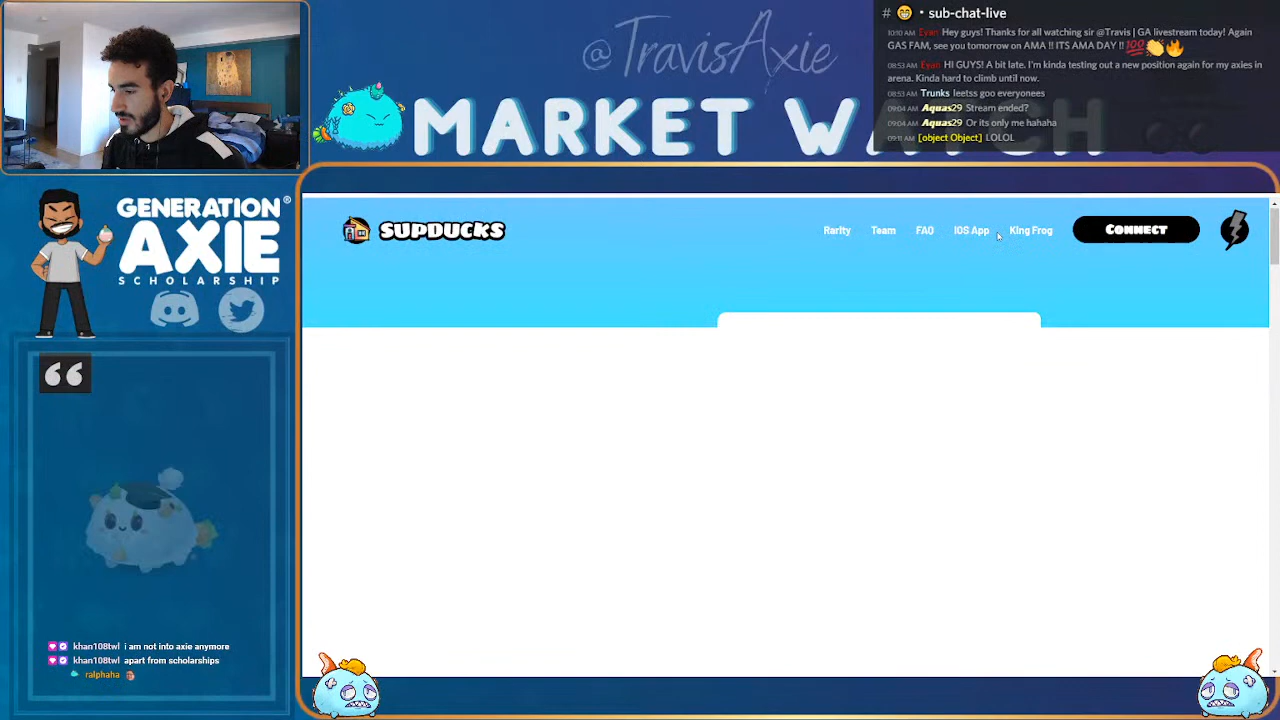 @TravisAxie
MARKET W CH
# 😁 • sub-chat-live
10:10 AM Eyan Hey guys! Thanks for all watching sir @Travis | GA livestream today! Again
GAS FAM, see you tomorrow on AMA !! ITS AMA DAY !! 💯👏🔥
08:53 AM Eyan HI GUYS! A bit late. I'm kinda testing out a new position again for my axies in
arena. Kinda hard to climb until now.
08:53 AM Trunks leetss goo everyonees
09:04 AM Aquas29 Stream ended?
09:04 AM Aquas29 Or its only me hahaha
09:11 AM [object Object] LOLOL
GENERATION®
AXIE
SCHOLARSHIP
SUPDUCKS
Rarity Team FAQ IOS App King Frog Connect
khan108twl i am not into axie anymore
khan108twl apart from scholarships
ralphaha